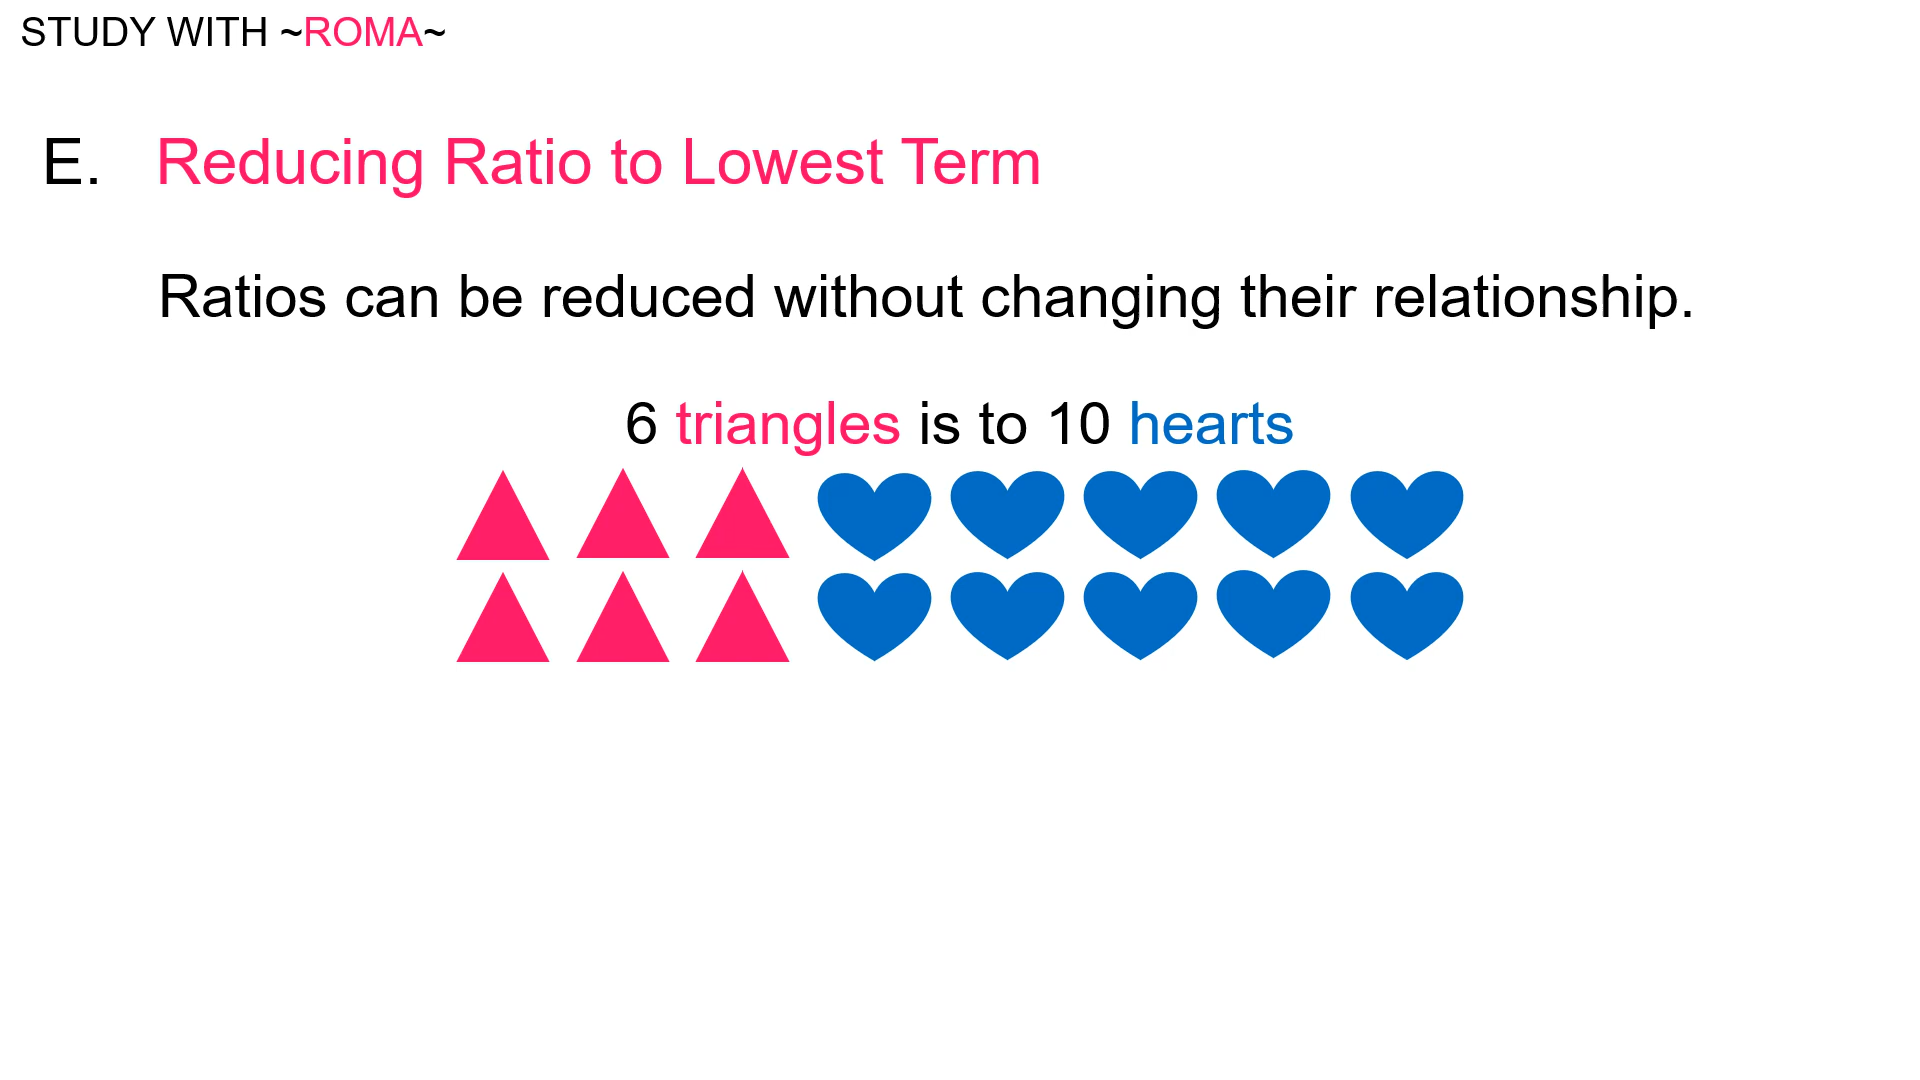 STUDY WITH ~ROMA~
E. Reducing Ratio to Lowest Term
Ratios can be reduced without changing their relationship.
6 triangles is to 10 hearts